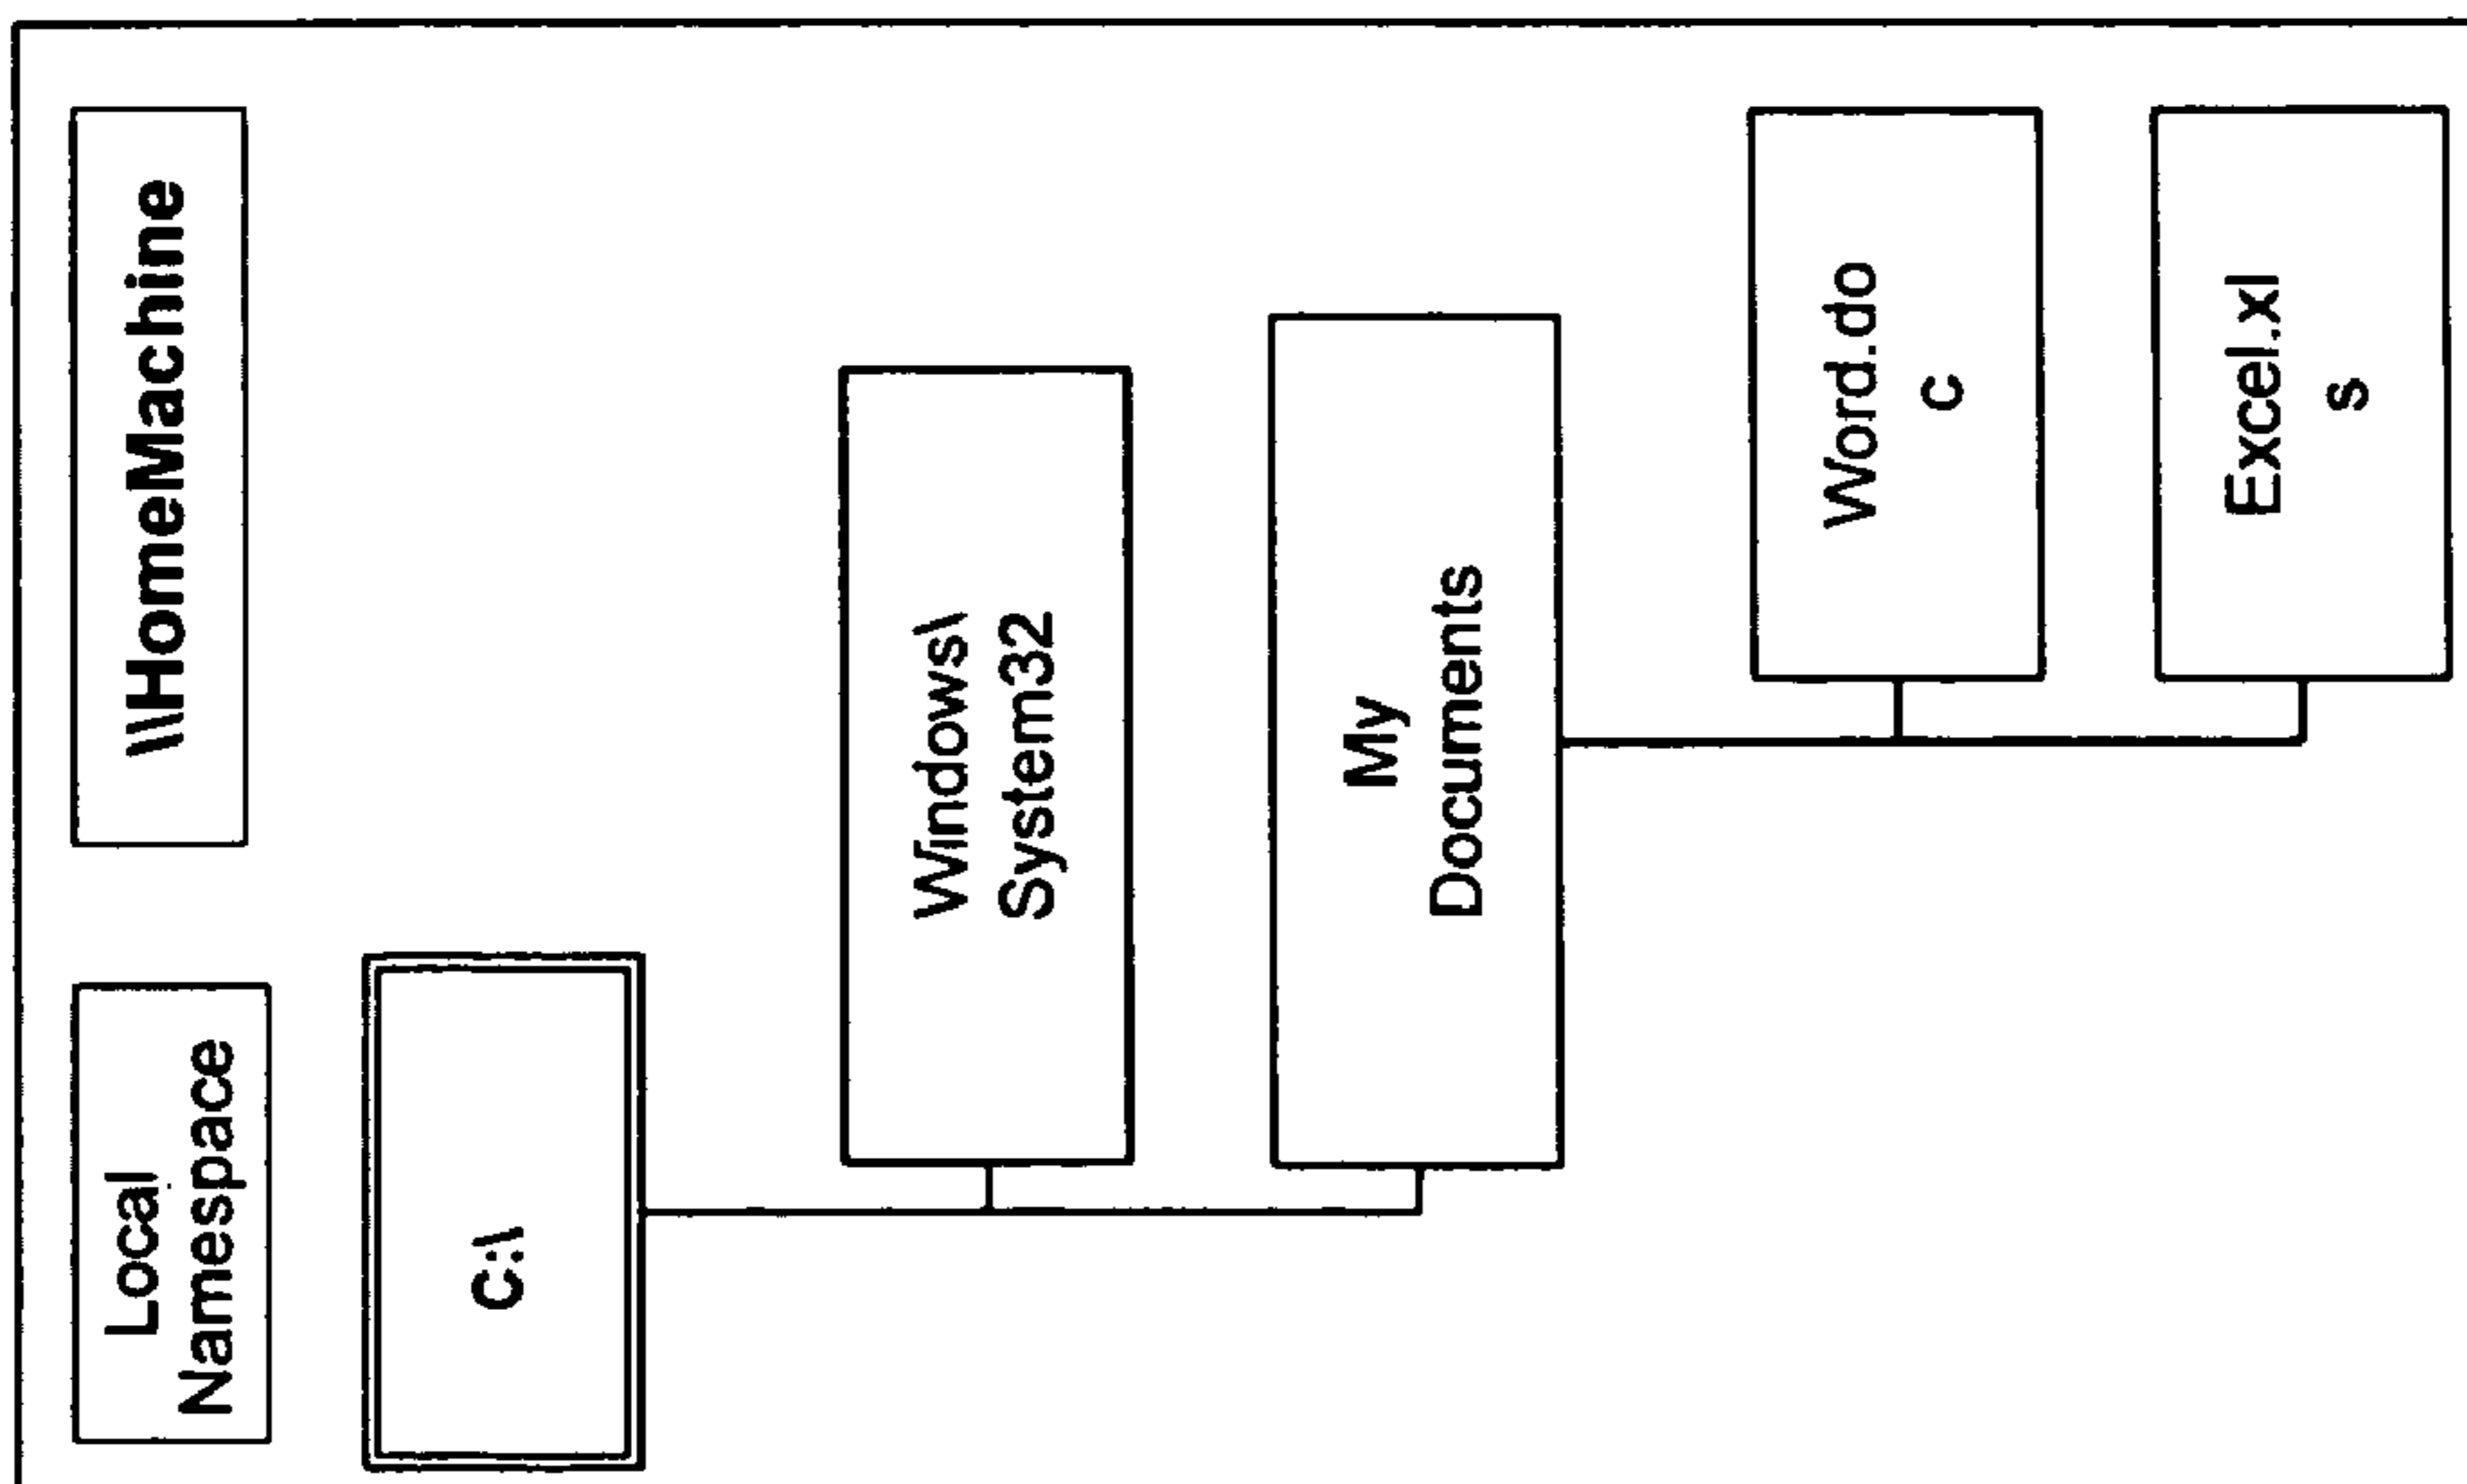 Local
Namespace
\\HomeMachine
C:\
Windows\
System32
My
Documents
Word.do
c
Excel.xl
s